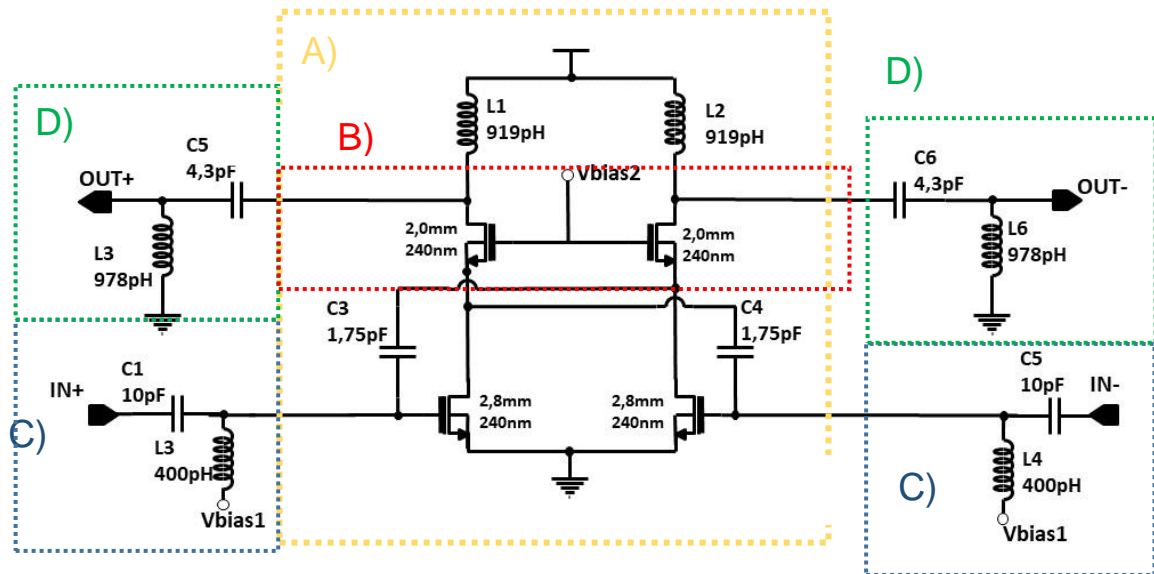 A)
D)
D)
L1
919pH
L2
919pH
B)
C5
4,3pF
Vbias2
C6
4,3pF
OUT+
OUT-
L3
978pH
2,0mm
240nm
2,0mm
240nm
L6
978pH
C3
1,75pF
C4
1,75pF
IN+
C1
10pF
C5
10pF
IN-
C)
L3
400pH
2,8mm
240nm
2,8mm
240nm
L4
400pH
C)
Vbias1
Vbias1